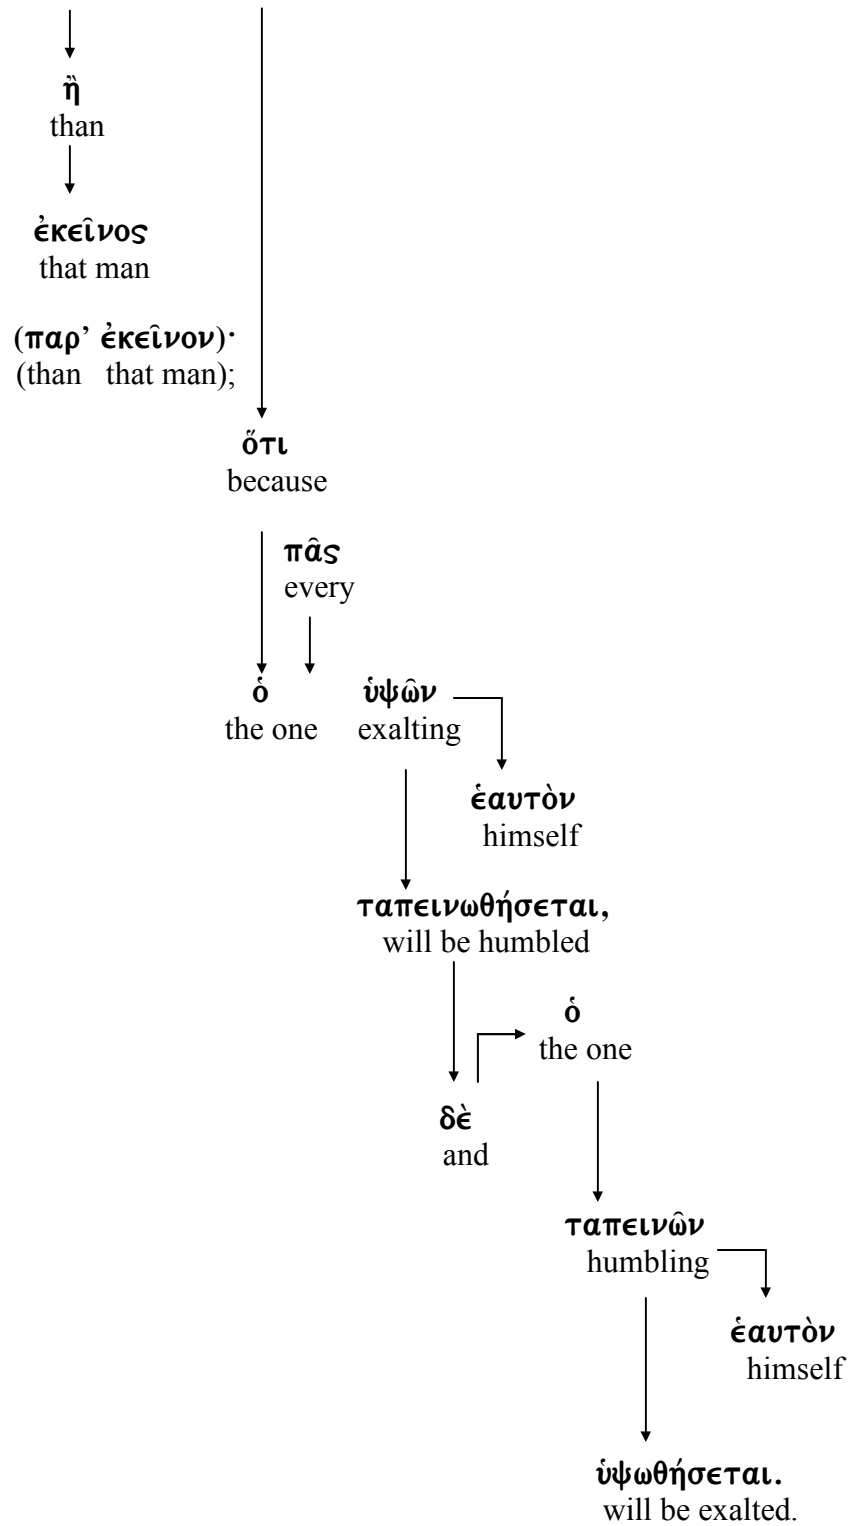 ἢ
than
ἐκεῖνος
that man
(παρ’ ἐκεῖνον)·
(than that man);
ὅτι
because
πᾶς
every
ὁ ὑψῶν
the one exalting
ἑαυτὸν
himself
ταπεινωθήσεται,
will be humbled
ὁ
the one
δὲ
and
ταπεινῶν
humbling
ἑαυτὸν
himself
ὑψωθήσεται.
will be exalted.